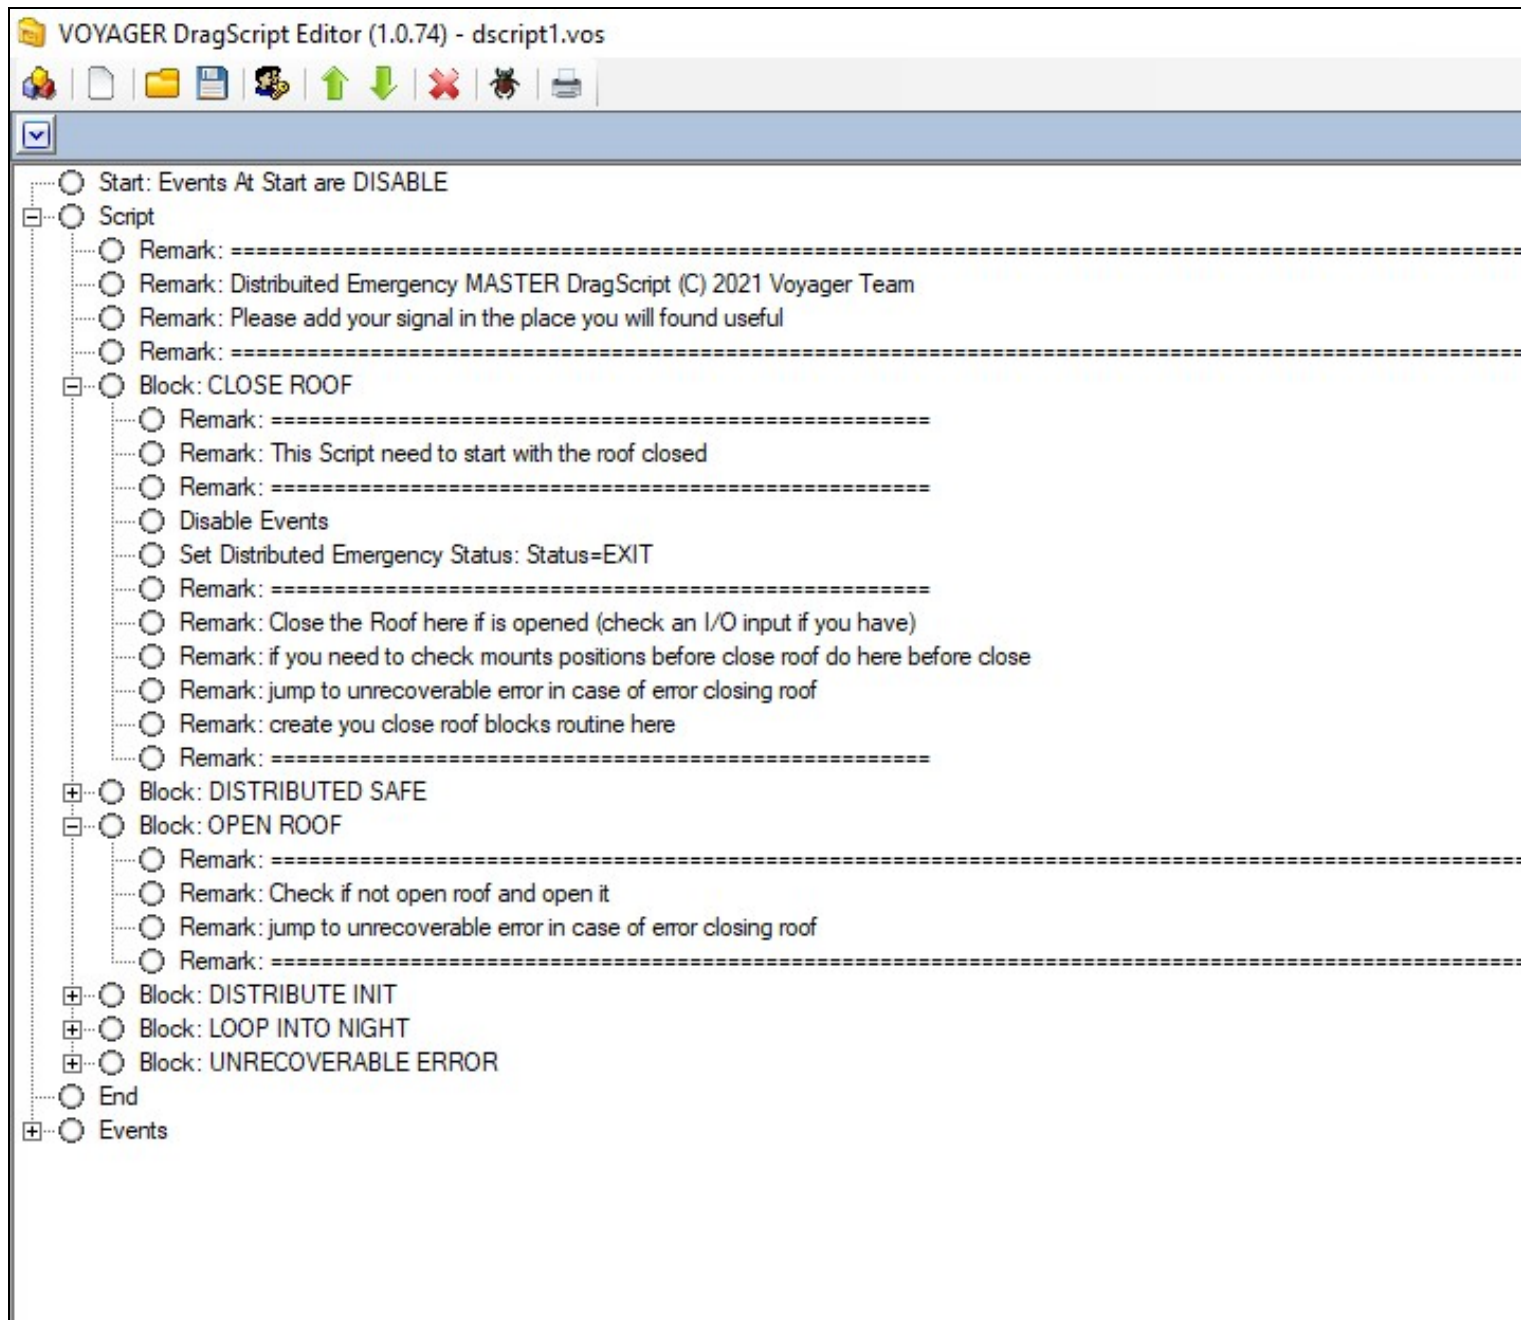 VOYAGER DragScript Editor (1.0.74) - dscript1.vos
Start: Events At Start are DISABLE
Script
Remark: ======================================================================================================
Remark: Distribuited Emergency MASTER DragScript (C) 2021 Voyager Team
Remark: Please add your signal in the place you will found useful
Remark: ======================================================================================================
Block: CLOSE ROOF
Remark: ====================================================
Remark: This Script need to start with the roof closed
Remark: ====================================================
Disable Events
Set Distributed Emergency Status: Status=EXIT
Remark: ====================================================
Remark: Close the Roof here if is opened (check an I/O input if you have)
Remark: if you need to check mounts positions before close roof do here before close
Remark: jump to unrecoverable error in case of error closing roof
Remark: create you close roof blocks routine here
Remark: ====================================================
Block: DISTRIBUTED SAFE
Block: OPEN ROOF
Remark: ===================================================================================================
Remark: Check if not open roof and open it
Remark: jump to unrecoverable error in case of error closing roof
Remark: ===================================================================================================
Block: DISTRIBUTE INIT
Block: LOOP INTO NIGHT
Block: UNRECOVERABLE ERROR
End
Events